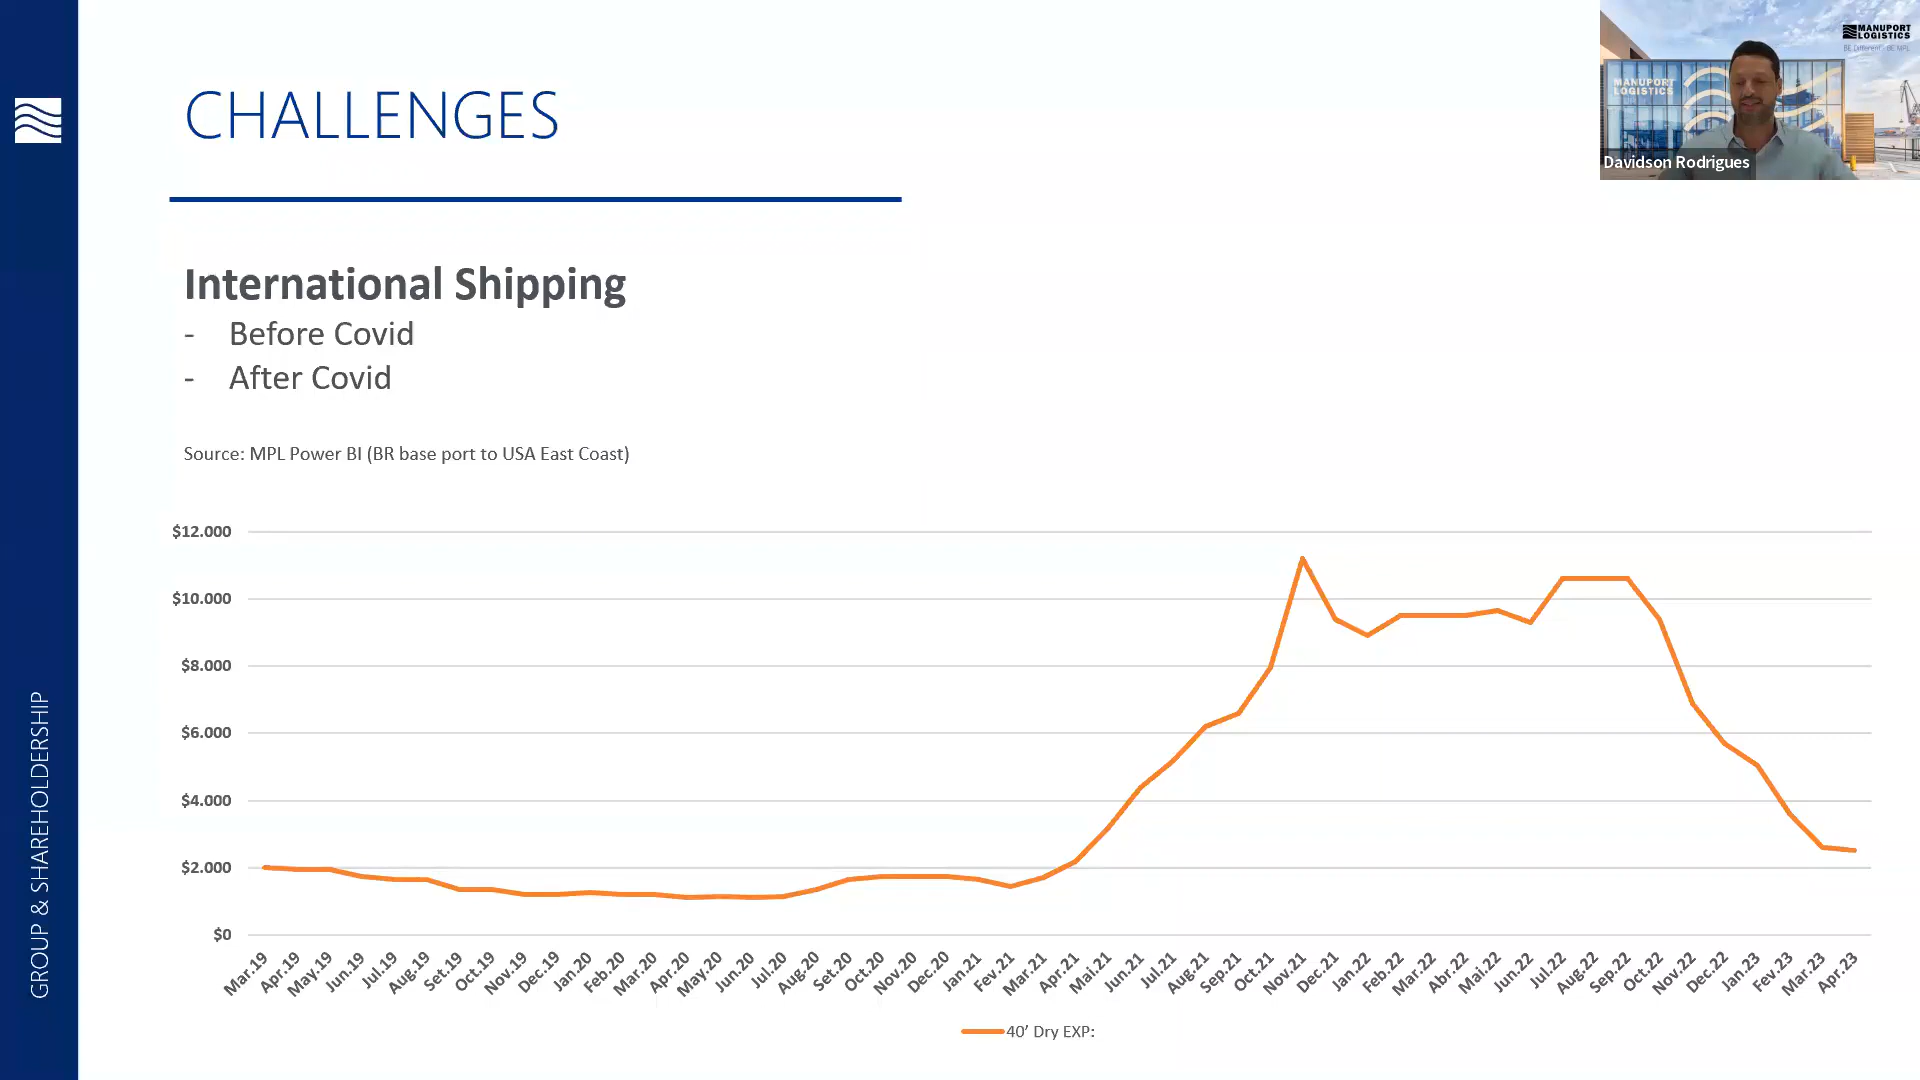 CHALLENGES
MANUPORT
LOGISTICS
BE Different - BE MPL
MANUPORT
LOGISTICS
Davidson Rodrigues
International Shipping
- Before Covid
- After Covid
Source: MPL Power BI (BR base port to USA East Coast)
$12.000
$10.000
$8.000
$6.000
$4.000
$2.000
$0
Mar.19 Apr.19 May.19 Jun.19 Jul.19 Aug.19 Set.19 Oct.19 Nov.19 Dec.19 Jan.20 Feb.20 Mar.20 Apr.20 May.20 Jun.20 Jul.20 Aug.20 Set.20 Oct.20 Nov.20 Dec.20 Jan.21 Fev.21 Mar.21 Apr.21 Mai.21 Jun.21 Jul.21 Aug.21 Sep.21 Oct.21 Nov.21 Dec.21 Jan.22 Feb.22 Mar.22 Abr.22 Mai.22 Jun.22 Jul.22 Aug.22 Sep.22 Oct.22 Nov.22 Dec.22 Jan.23 Fev.23 Mar.23 Apr.23
40’ Dry EXP:
GROUP & SHAREHOLDERSHIP